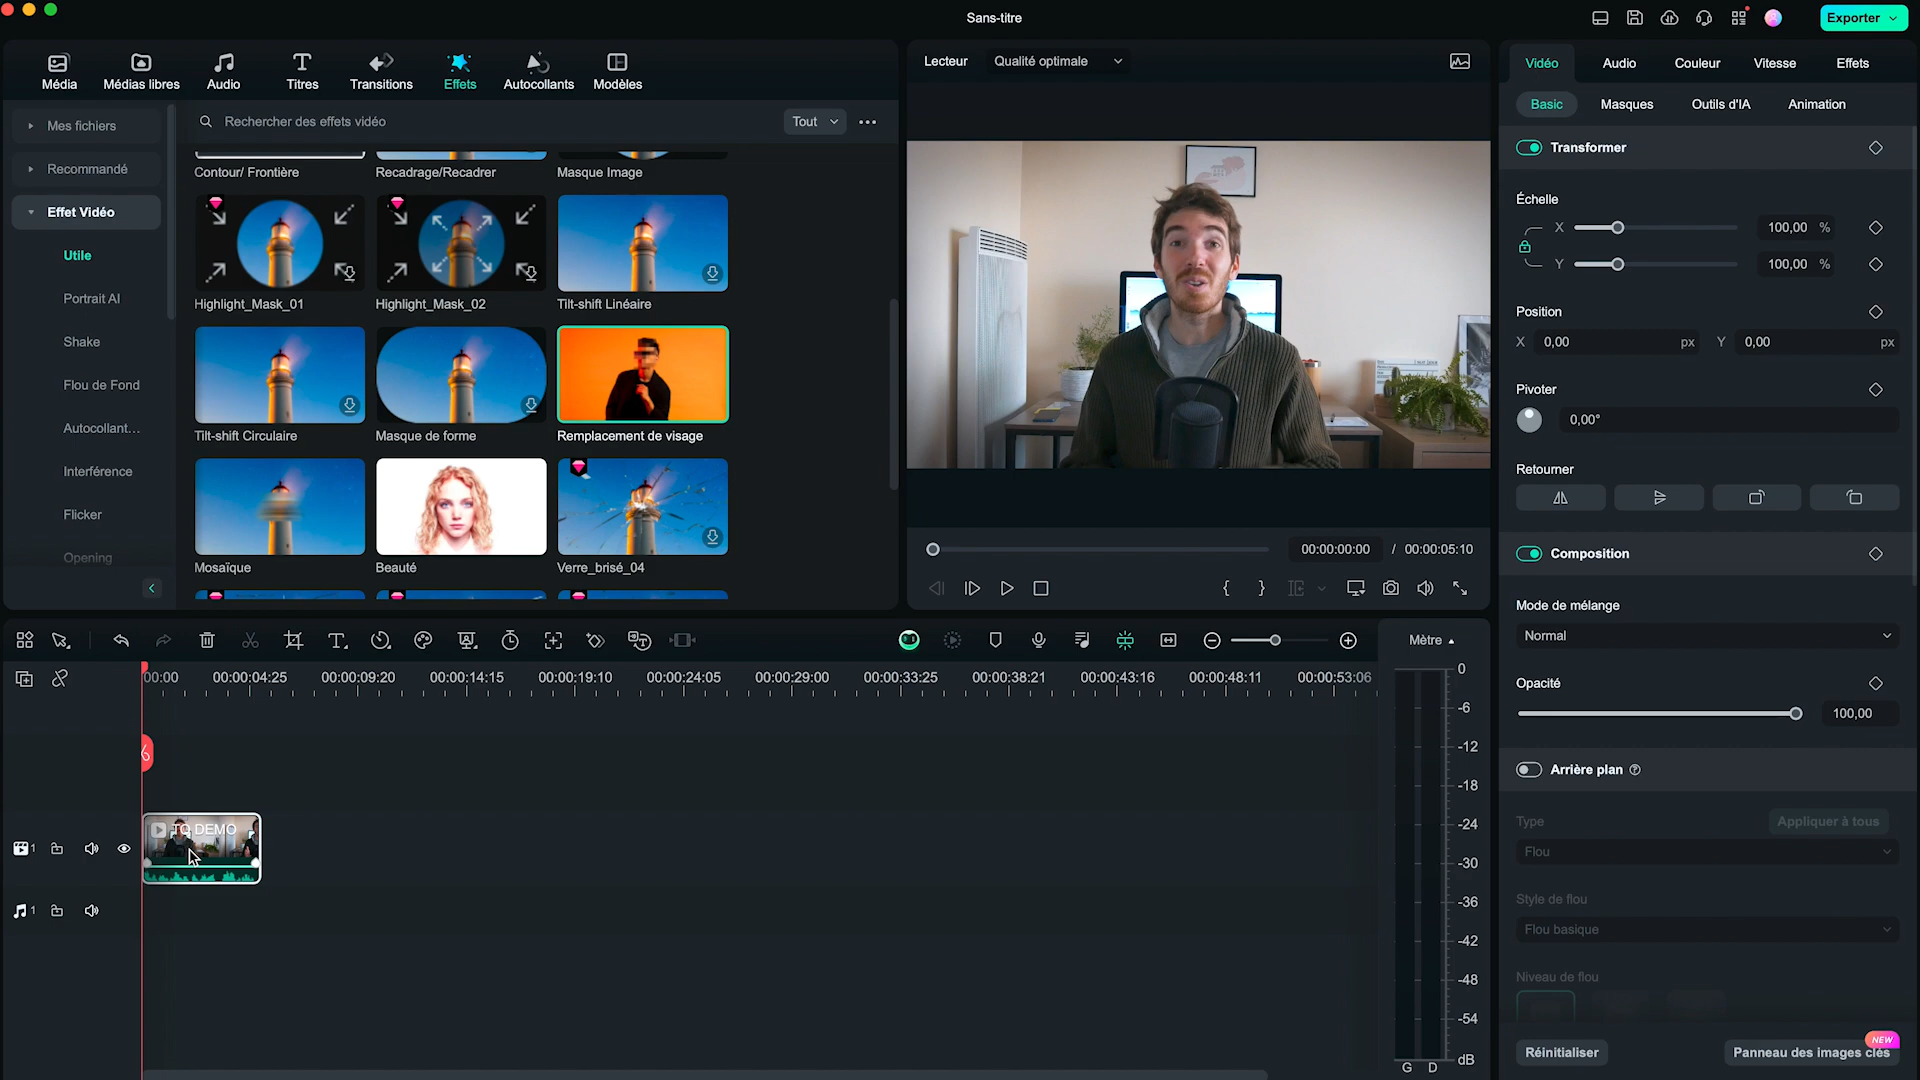 Sans-titre
Exporter
Média
Médias libres
Audio
Titres
Transitions
Effets
Autocollants
Modèles
Mes fichiers
Recommandé
Effet Vidéo
Utile
Portrait AI
Shake
Flou de Fond
Autocollant...
Interférence
Flicker
Opening
Rechercher des effets vidéo
Tout
Contour/ Frontière
Recadrage/Recadrer
Masque Image
Highlight_Mask_01
Highlight_Mask_02
Tilt-shift Linéaire
Tilt-shift Circulaire
Masque de forme
Remplacement de visage
Mosaïque
Beauté
Verre_brisé_04
Lecteur
Qualité optimale
00:00:00:00 / 00:00:05:10
Vidéo
Audio
Couleur
Vitesse
Effets
Basic
Masques
Outils d'IA
Animation
Transformer
Échelle
X 100,00 %
Y 100,00 %
Position
X 0,00 px Y 0,00 px
Pivoter
0,00°
Retourner
Composition
Mode de mélange
Normal
Opacité
100,00
Arrière plan
Type
Appliquer à tous
Flou
Style de flou
Flou basique
Niveau de flou
Réinitialiser
Panneau des images clés
NEW
Mètre
00:00
00:00:04:25
00:00:09:20
00:00:14:15
00:00:19:10
00:00:24:05
00:00:29:00
00:00:33:25
00:00:38:21
00:00:43:16
00:00:48:11
00:00:53:06
TO DEMO
1
1
0
-6
-12
-18
-24
-30
-36
-42
-48
-54
dB
G D